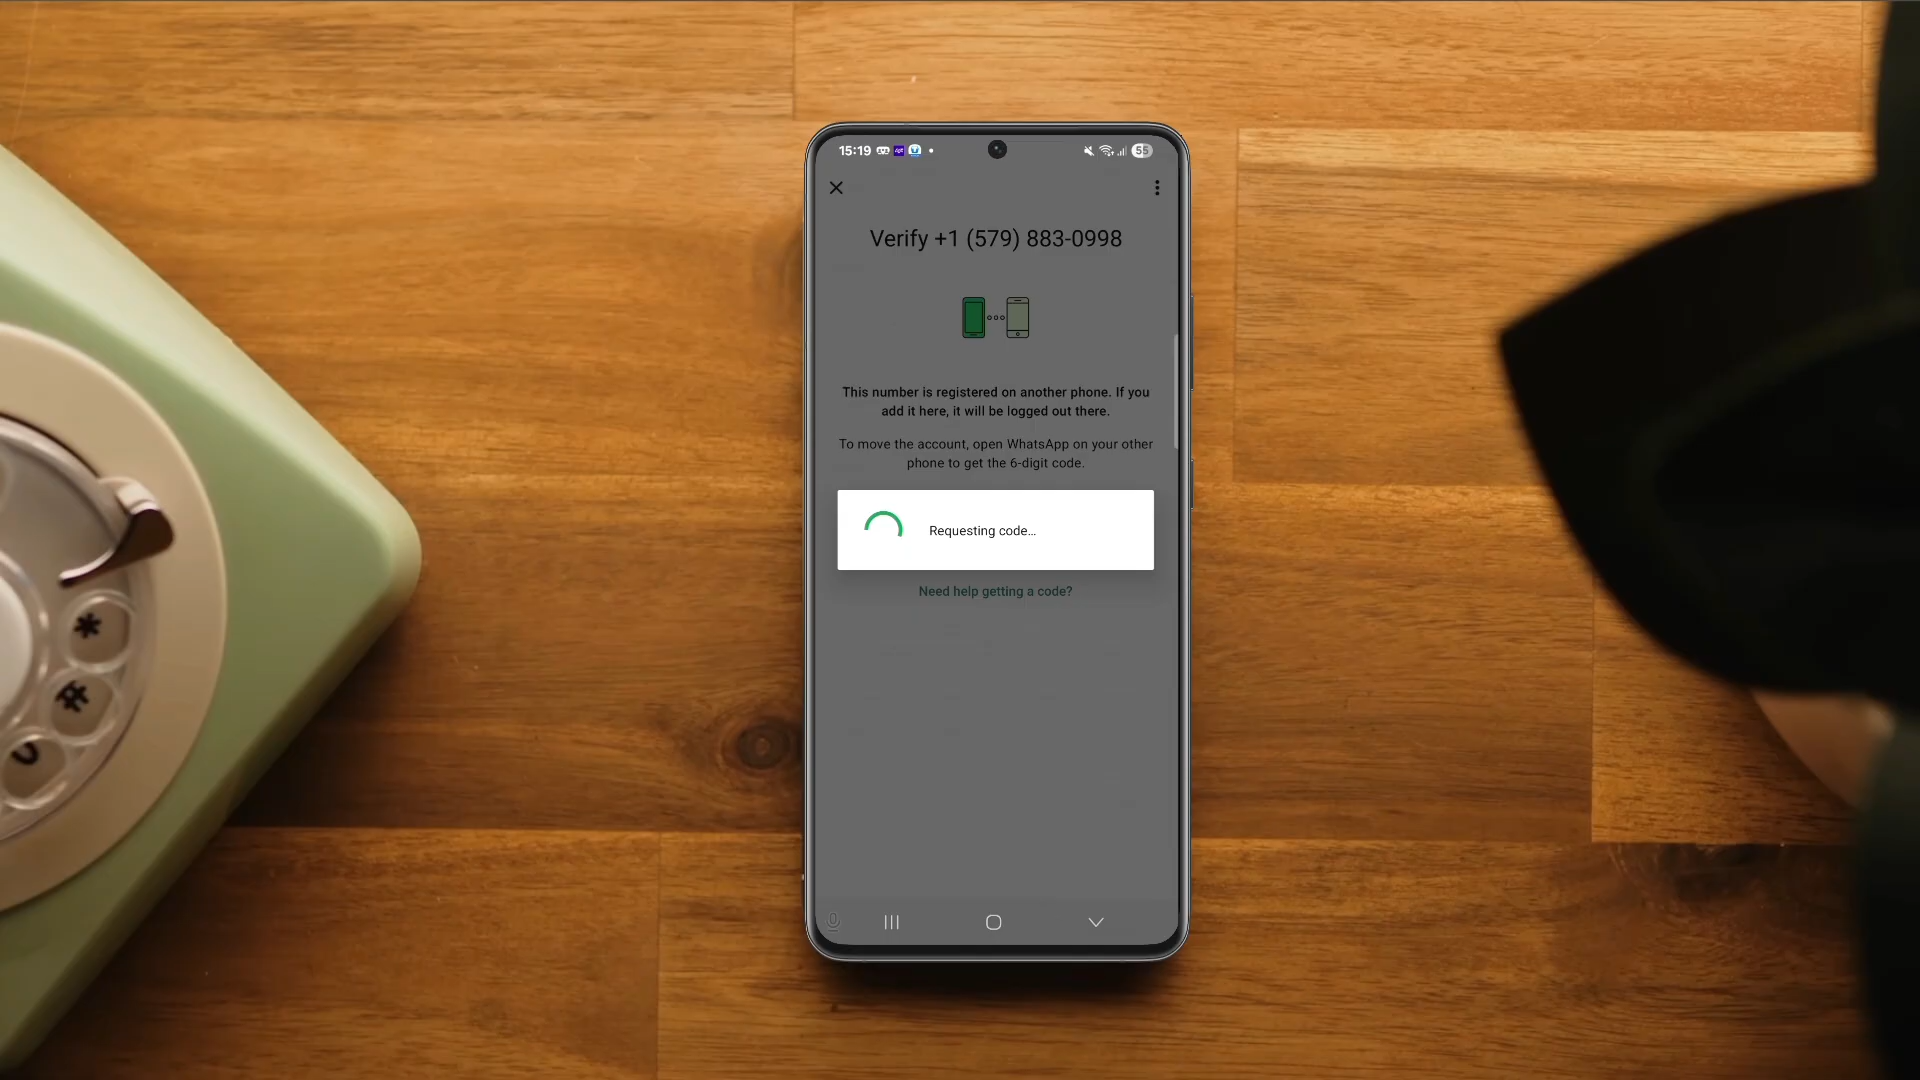 15:19
55
Verify +1 (579) 883-0998
This number is registered on another phone. If you
add it here, it will be logged out there.
To move the account, open WhatsApp on your other
phone to get the 6-digit code.
Requesting code...
Need help getting a code?
*
#